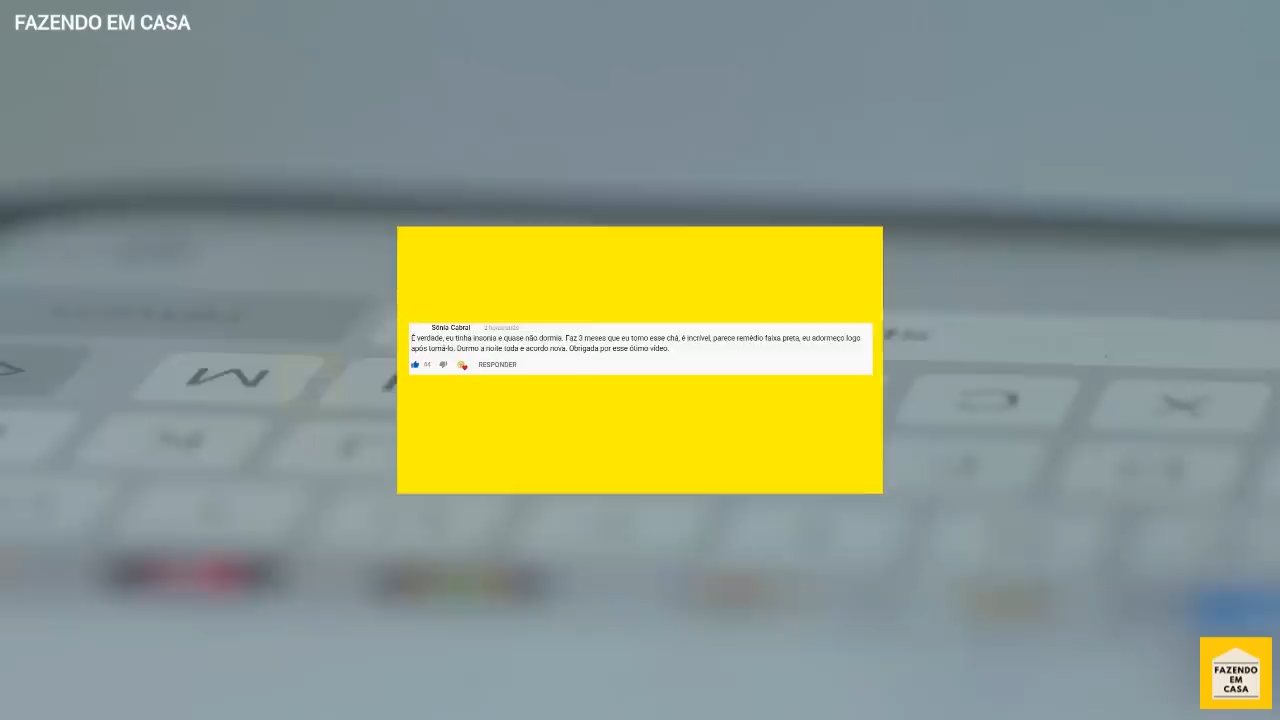 FAZENDO EM CASA
Sônia Cabral
É verdade, eu tinha insonia e quase não dormia. Faz 3 meses que eu tomo esse chá, é incrível, parece remédio faixa preta, eu adormeço logo
após tomá-lo. Durmo a noite toda e acordo nova. Obrigada por esse ótimo vídeo.
RESPONDER
FAZENDO
EM
CASA